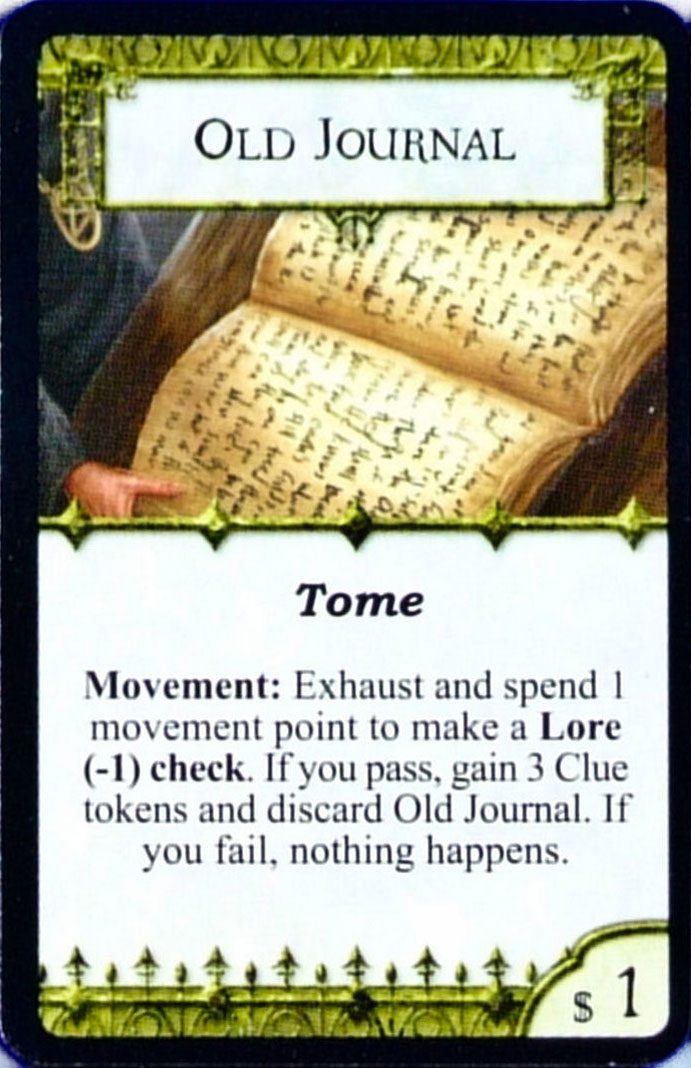 OLD JOURNAL
Tome
Movement: Exhaust and spend 1
movement point to make a Lore
(-1) check. If you pass, gain 3 Clue
tokens and discard Old Journal. If
you fail, nothing happens.
$ 1